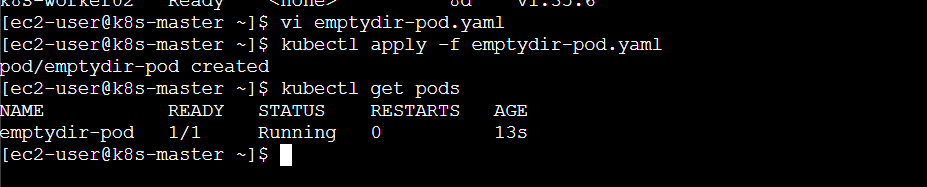 k8s-worker02   Ready    <none>          8d    v1.35.6
[ec2-user@k8s-master ~]$ vi emptydir-pod.yaml
[ec2-user@k8s-master ~]$ kubectl apply -f emptydir-pod.yaml
pod/emptydir-pod created
[ec2-user@k8s-master ~]$ kubectl get pods
NAME           READY   STATUS    RESTARTS   AGE
emptydir-pod   1/1     Running   0          13s
[ec2-user@k8s-master ~]$